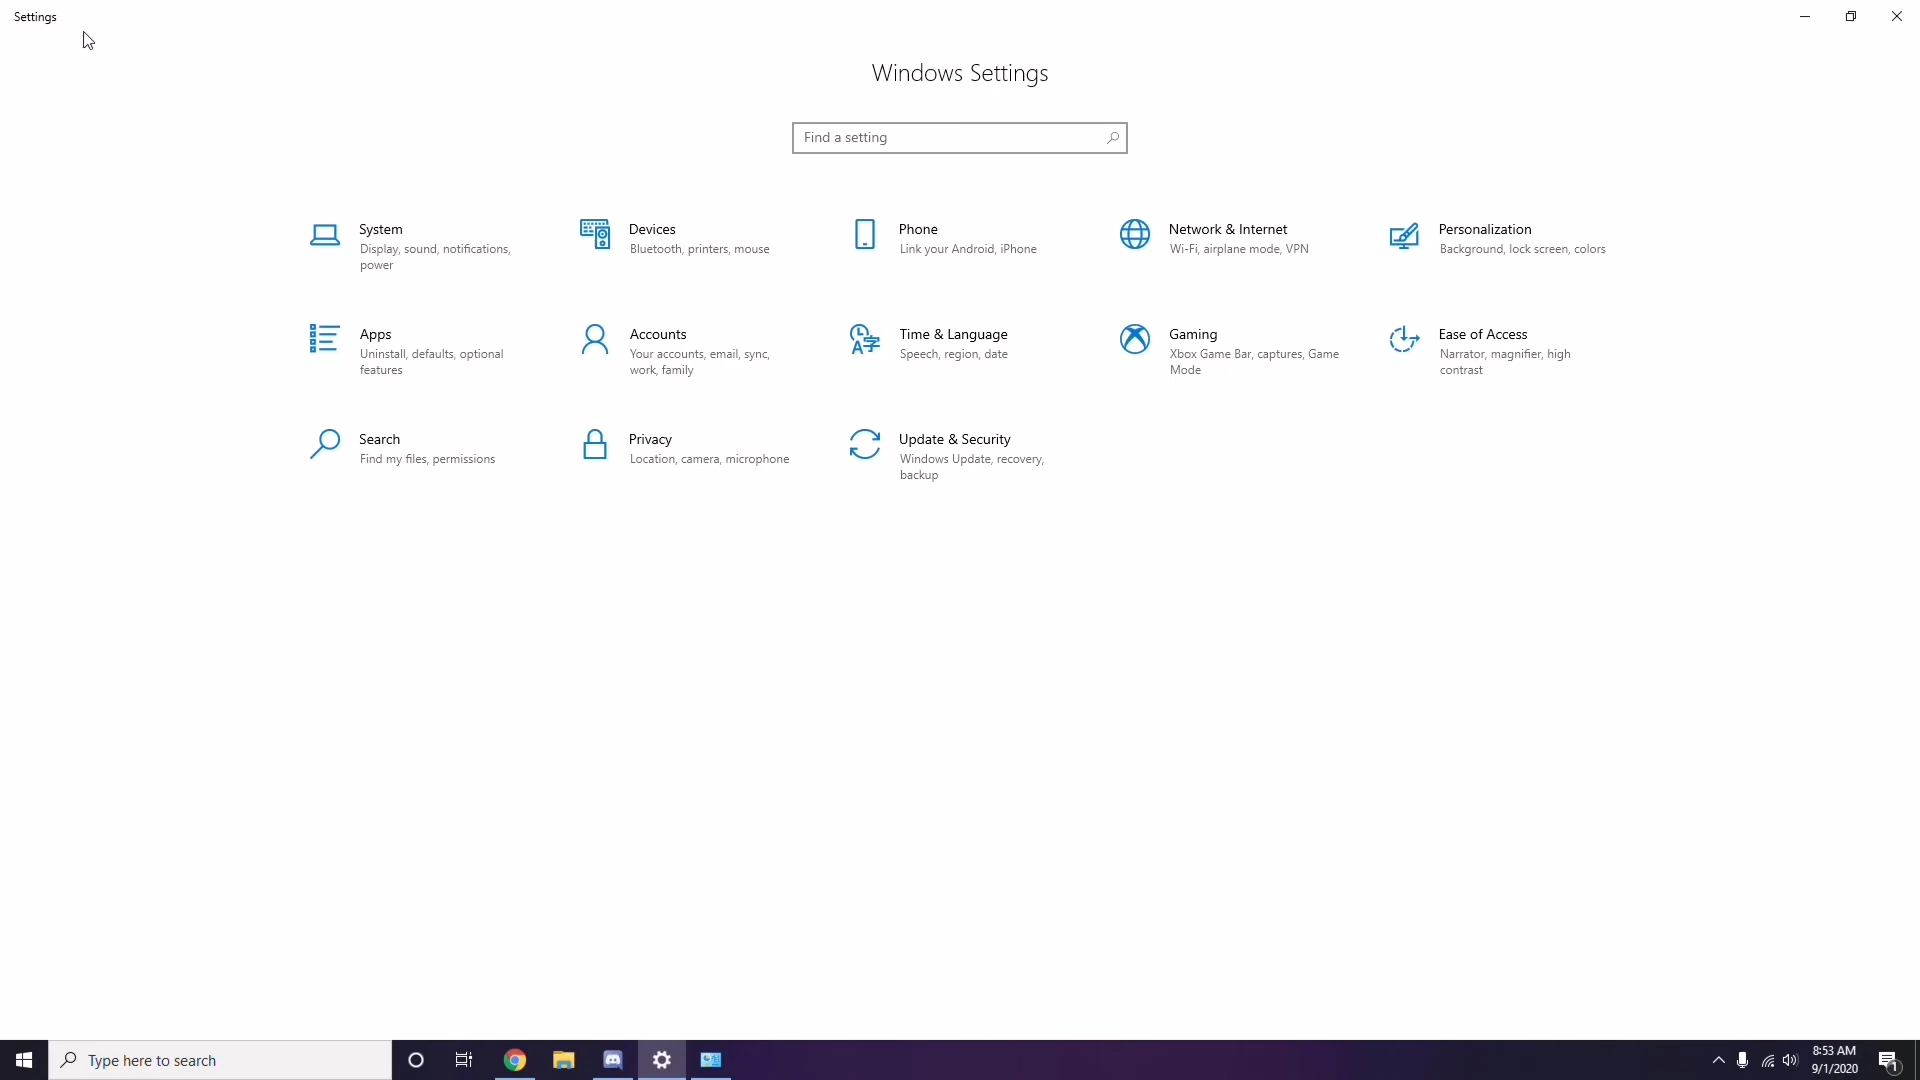 Settings
Windows Settings
Find a setting
System
Display, sound, notifications,
power
Devices
Bluetooth, printers, mouse
Phone
Link your Android, iPhone
Network & Internet
Wi-Fi, airplane mode, VPN
Personalization
Background, lock screen, colors
Apps
Uninstall, defaults, optional
features
Accounts
Your accounts, email, sync,
work, family
Time & Language
Speech, region, date
Gaming
Xbox Game Bar, captures, Game
Mode
Ease of Access
Narrator, magnifier, high
contrast
Search
Find my files, permissions
Privacy
Location, camera, microphone
Update & Security
Windows Update, recovery,
backup
Type here to search
8:53 AM
9/1/2020
1